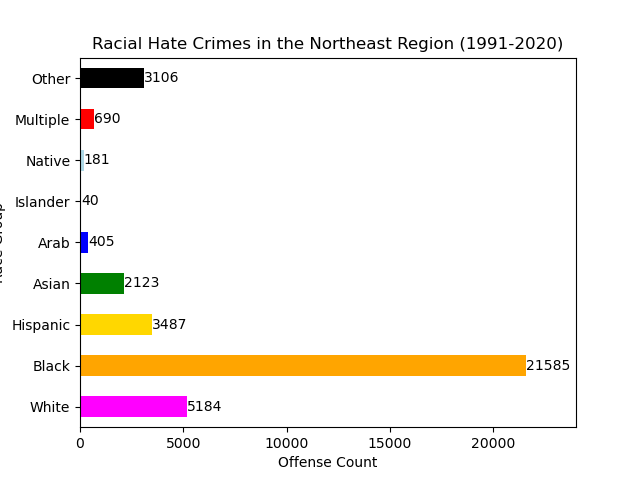 Racial Hate Crimes in the Northeast Region (1991-2020)
Other 3106
Multiple 690
Native 181
Islander 40
Arab 405
Asian 2123
Hispanic 3487
Black 21585
White 5184
0 5000 10000 15000 20000
Offense Count